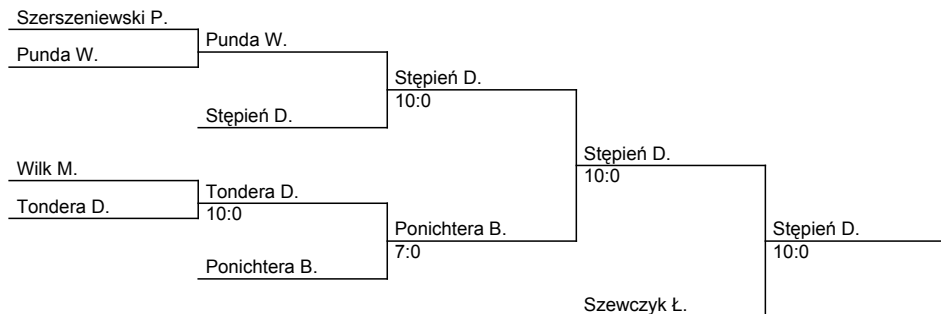 Szerszeniewski P.
Punda W.
Punda W.
Stępień D.
10:0
Stępień D.
Stępień D.
10:0
Wilk M.
Tondera D.
10:0
Tondera D.
Ponichtera B.
7:0
Stępień D.
10:0
Ponichtera B.
Szewczyk Ł.